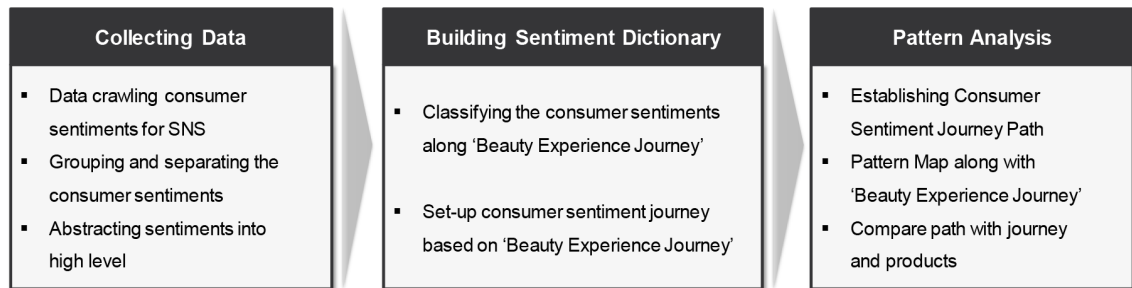 Collecting Data
▪ Data crawling consumer
sentiments for SNS
▪ Grouping and separating the
consumer sentiments
▪ Abstracting sentiments into
high level
Building Sentiment Dictionary
▪ Classifying the consumer sentiments
along ‘Beauty Experience Journey’
▪ Set-up consumer sentiment journey
based on ‘Beauty Experience Journey’
Pattern Analysis
▪ Establishing Consumer
Sentiment Journey Path
▪ Pattern Map along with
‘Beauty Experience Journey’
▪ Compare path with journey
and products